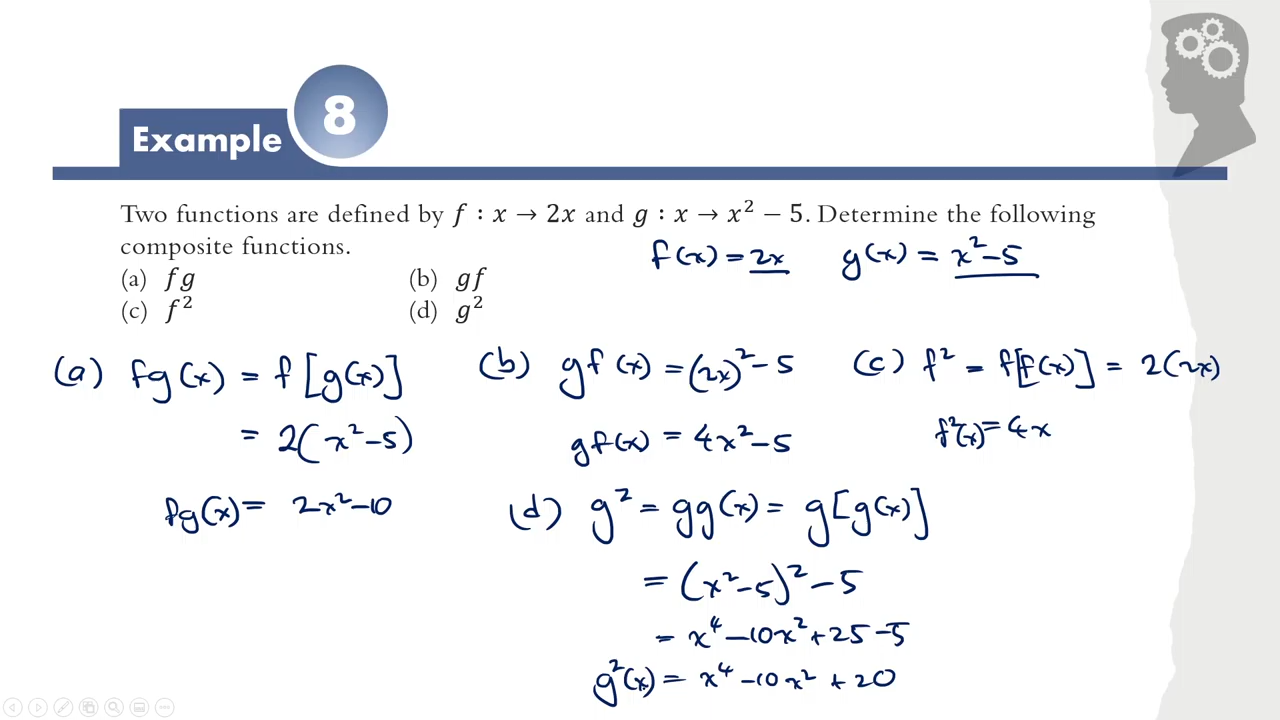 Example 8
Two functions are defined by f : x → 2x and g : x → x² − 5. Determine the following
composite functions.
f(x) = 2x g(x) = x² − 5
(a) fg (b) gf
(c) f² (d) g²
(a) fg(x) = f[g(x)]
= 2(x² − 5)
fg(x) = 2x² − 10
(b) gf(x) = (2x)² − 5
gf(x) = 4x² − 5
(c) f² = f[f(x)] = 2(2x)
f²(x) = 4x
(d) g² = gg(x) = g[g(x)]
= (x² − 5)² − 5
= x⁴ − 10x² + 25 − 5
g²(x) = x⁴ − 10x² + 20